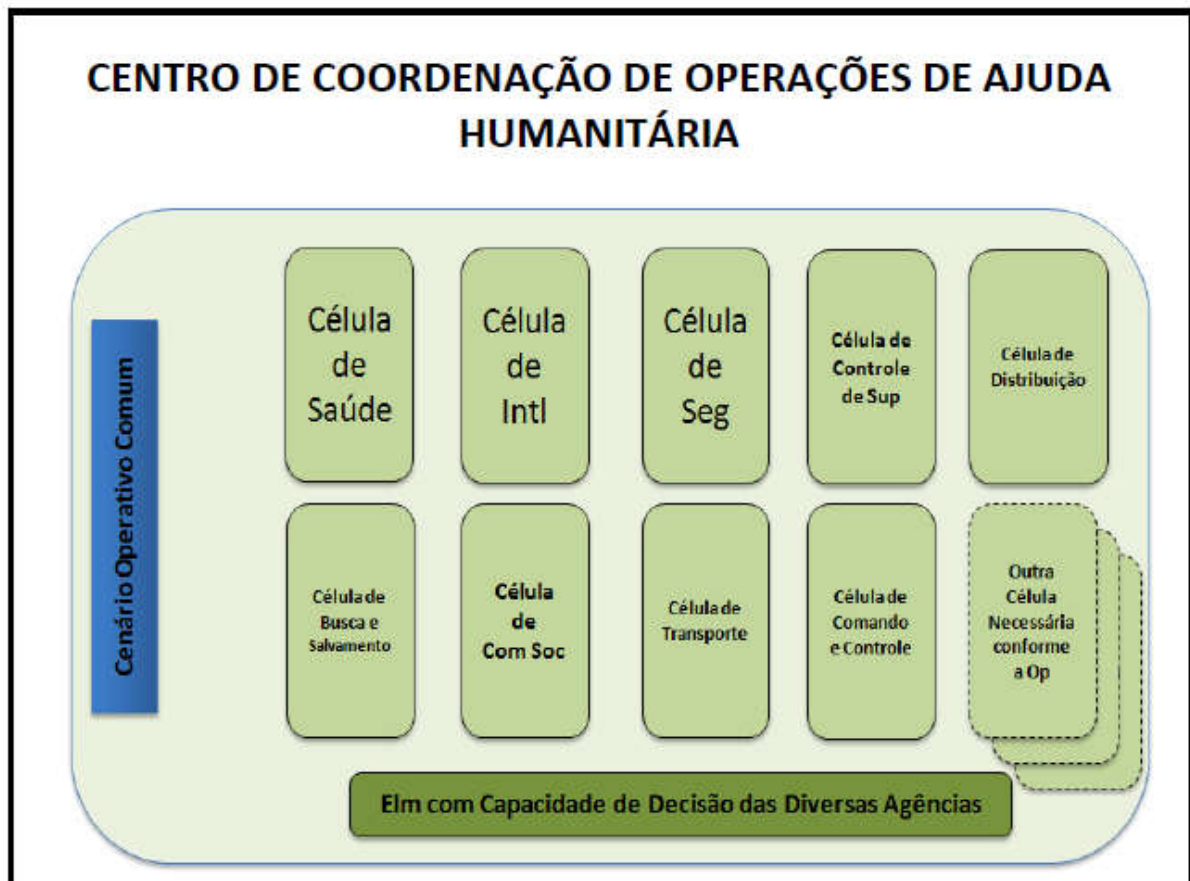 CENTRO DE COORDENAÇÃO DE OPERAÇÕES DE AJUDA
HUMANITÁRIA
Cenário Operativo Comum
Célula
de
Saúde
Célula
de
Intl
Célula
de
Seg
Célula de
Controle
de Sup
Célula de
Distribuição
Célula de
Busca e
Salvamento
Célula
de
Com Soc
Célula de
Transporte
Célula de
Comando
e Controle
Outra
Célula
Necessária
conforme
a Op
Elm com Capacidade de Decisão das Diversas Agências